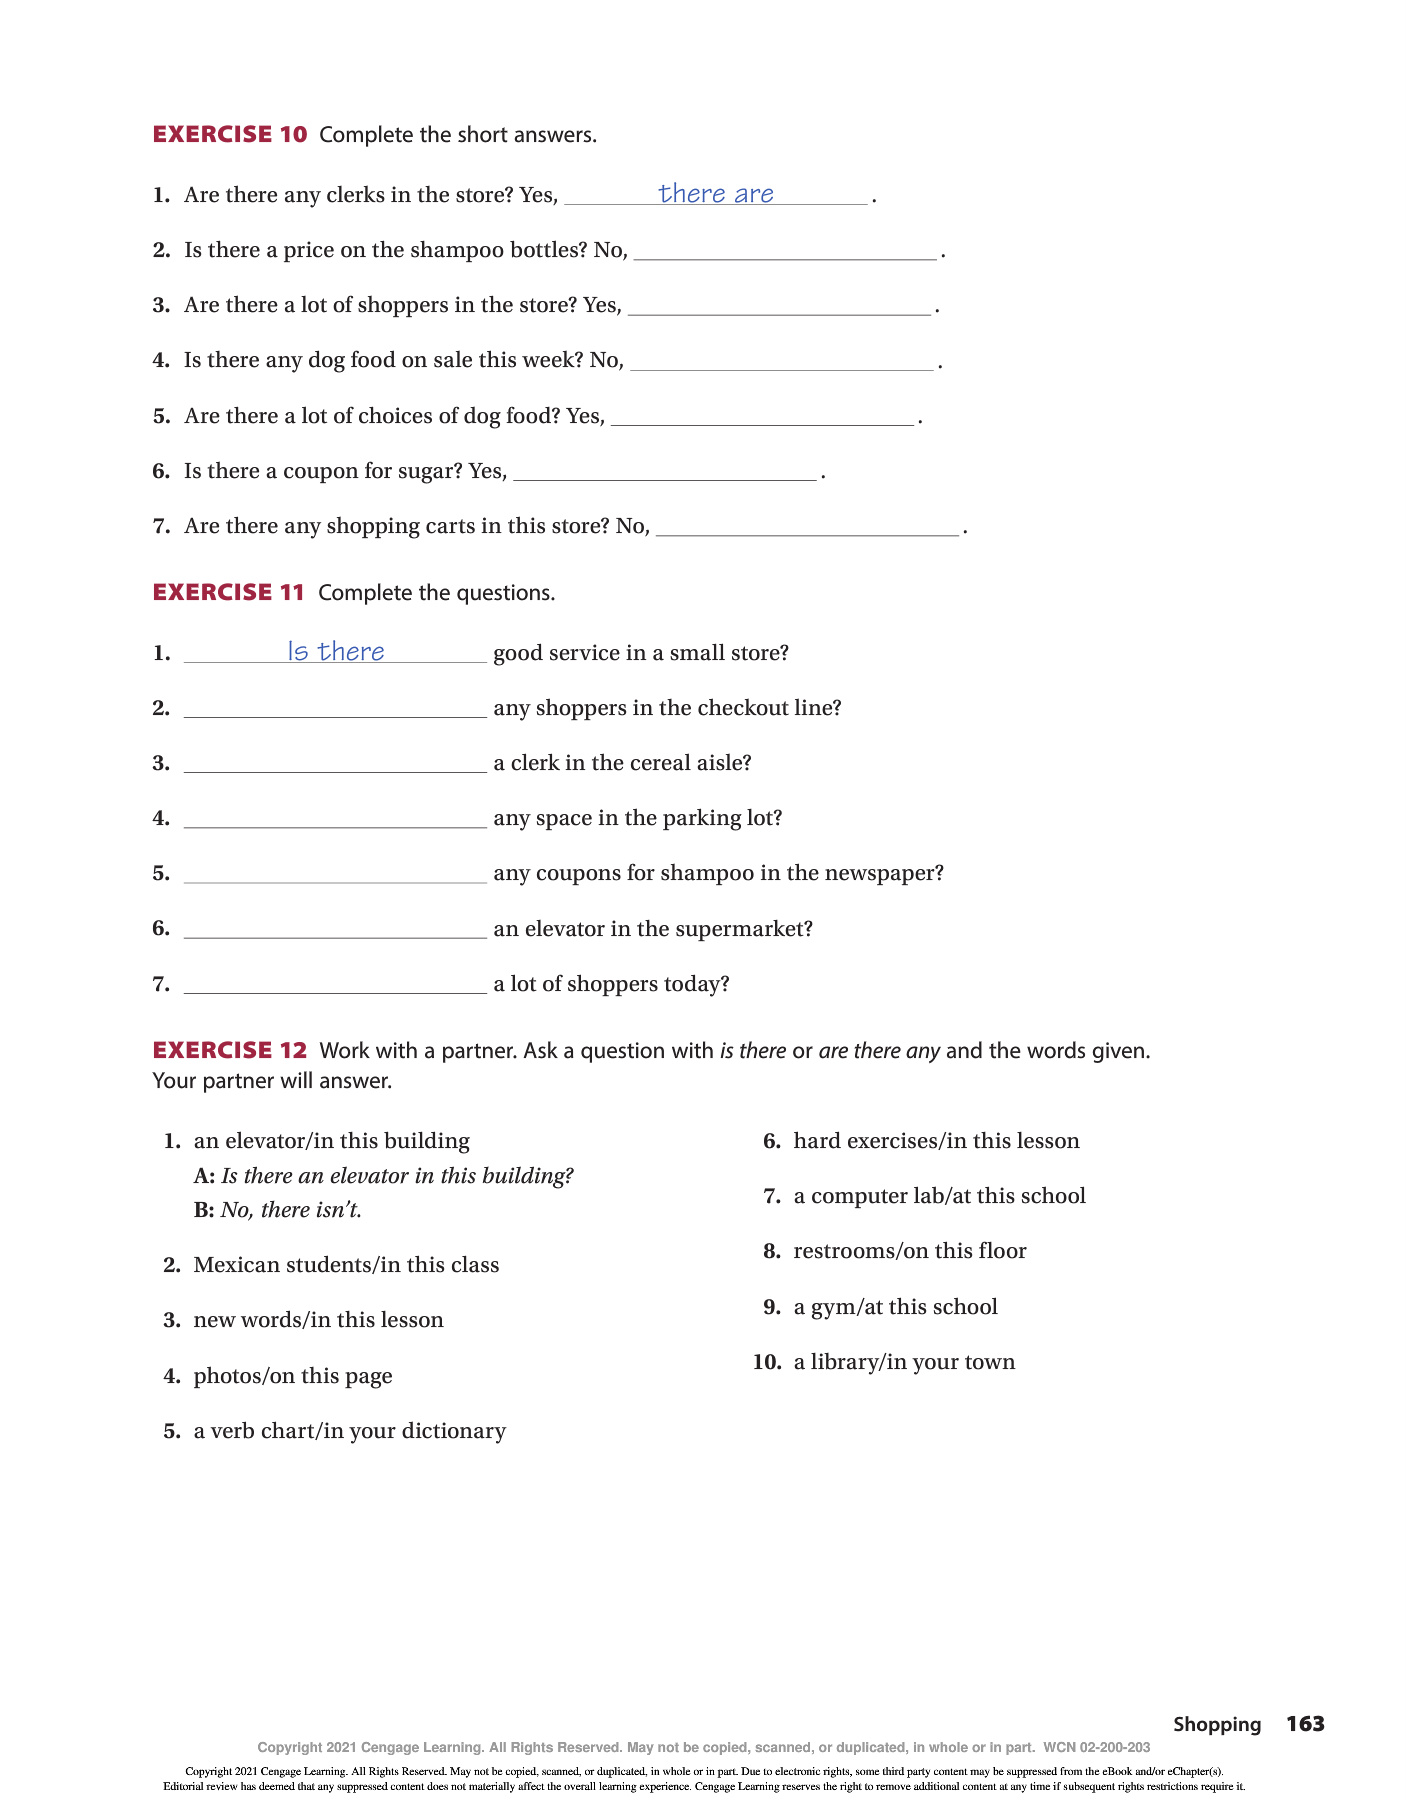 EXERCISE 10 Complete the short answers.
1. Are there any clerks in the store? Yes, there are .
2. Is there a price on the shampoo bottles? No, .
3. Are there a lot of shoppers in the store? Yes, .
4. Is there any dog food on sale this week? No, .
5. Are there a lot of choices of dog food? Yes, .
6. Is there a coupon for sugar? Yes, .
7. Are there any shopping carts in this store? No, .
EXERCISE 11 Complete the questions.
1. Is there good service in a small store?
2. any shoppers in the checkout line?
3. a clerk in the cereal aisle?
4. any space in the parking lot?
5. any coupons for shampoo in the newspaper?
6. an elevator in the supermarket?
7. a lot of shoppers today?
EXERCISE 12 Work with a partner. Ask a question with is there or are there any and the words given.
Your partner will answer.
1. an elevator/in this building
A: Is there an elevator in this building?
B: No, there isn't.
2. Mexican students/in this class
3. new words/in this lesson
4. photos/on this page
5. a verb chart/in your dictionary
6. hard exercises/in this lesson
7. a computer lab/at this school
8. restrooms/on this floor
9. a gym/at this school
10. a library/in your town
Shopping 163
Copyright 2021 Cengage Learning. All Rights Reserved. May not be copied, scanned, or duplicated, in whole or in part. WCN 02-200-203
Copyright 2021 Cengage Learning. All Rights Reserved. May not be copied, scanned, or duplicated, in whole or in part. Due to electronic rights, some third party content may be suppressed from the eBook and/or eChapter(s).
Editorial review has deemed that any suppressed content does not materially affect the overall learning experience. Cengage Learning reserves the right to remove additional content at any time if subsequent rights restrictions require it.